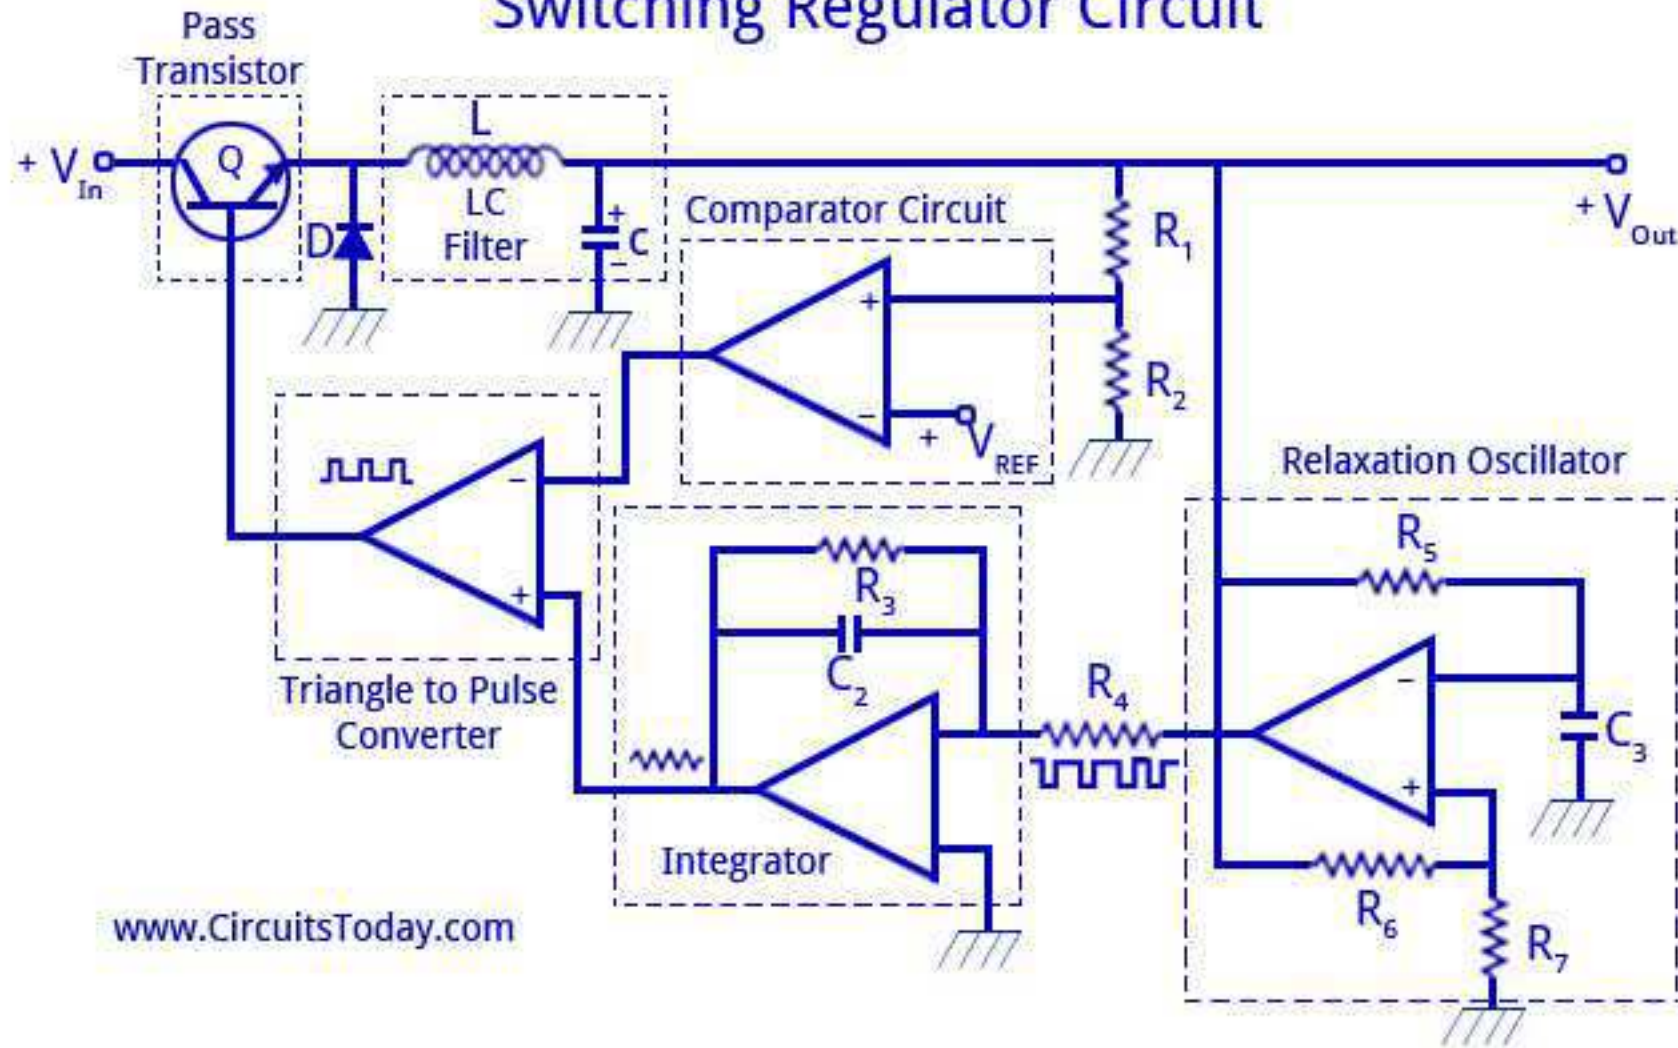 Switching Regulator Circuit
Pass
Transistor
Q
+ V In
D
L
LC
Filter
+
C
−
Comparator Circuit
+
−
+
V REF
R1
R2
+ V Out
−
+
Triangle to Pulse
Converter
R3
C2
Integrator
R4
Relaxation Oscillator
R5
−
+
C3
R6
R7
www.CircuitsToday.com